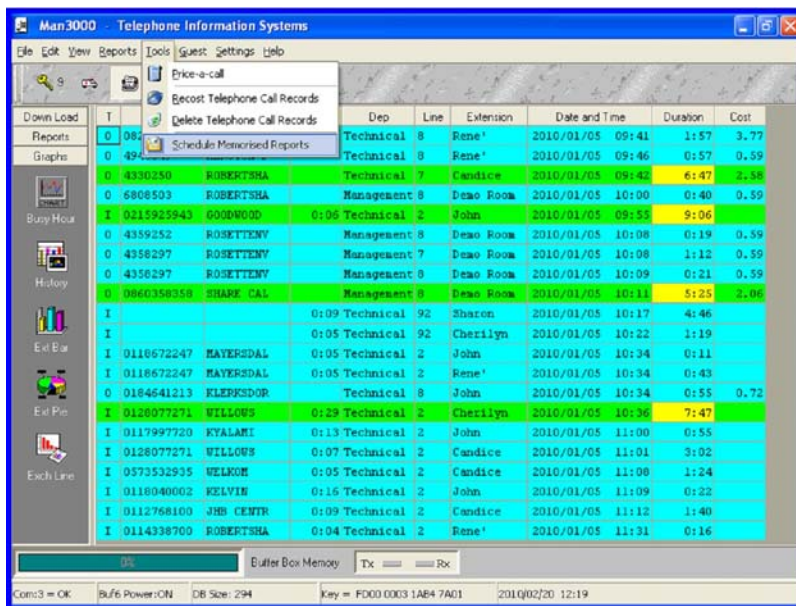 Man3000 - Telephone Information Systems
File Edit View Reports Tools Guest Settings Help
9
Price-a-call
Recost Telephone Call Records
Delete Telephone Call Records
Schedule Memorised Reports
Down Load
Reports
Graphs
Busy Hour
History
Ext Bar
Ext Pie
Exch Line
T Dep Line Extension Date and Time Duration Cost
O 082 Technical 8 Rene' 2010/01/05 09:41 1:57 3.77
O 494 Technical 8 Rene' 2010/01/05 09:46 0:57 0.59
O 4330250 ROBERTSHA Technical 7 Candice 2010/01/05 09:42 6:47 2.58
O 6808503 Management 8 Demo Room 2010/01/05 10:00 0:40 0.59
I 0215925943 GOODWOOD 0:06 Technical 2 John 2010/01/05 09:55 9:06
O 4359252 ROSETTENV Management 8 Demo Room 2010/01/05 10:08 0:19 0.59
O 4358297 ROSETTENV Management 7 Demo Room 2010/01/05 10:08 1:12 0.59
O 4358297 ROSETTENV Management 8 Demo Room 2010/01/05 10:09 0:21 0.59
O 0860358358 SHARE CAL Management 8 Demo Room 2010/01/05 10:11 5:25 2.06
I 0:09 Technical 92 Sharon 2010/01/05 10:17 4:46
I 0:05 Technical 92 Cherilyn 2010/01/05 10:22 1:19
I 0118672247 MAYERSDAL 0:05 Technical 2 John 2010/01/05 10:34 0:11
I 0118672247 MAYERSDAL 0:05 Technical 2 Rene' 2010/01/05 10:34 0:43
O 0184641213 KLERKSDOR Technical 8 John 2010/01/05 10:34 0:55 0.72
I 0128077271 WILLOWS 0:29 Technical 2 Cherilyn 2010/01/05 10:36 7:47
I 0117997720 KYALAMI 0:13 Technical 2 John 2010/01/05 11:00 0:55
I 0128077271 WILLOWS 0:07 Technical 2 Candice 2010/01/05 11:01 3:02
I 0573532935 WELKOM 0:05 Technical 2 Candice 2010/01/05 11:08 1:24
I 0118040002 KELVIN 0:16 Technical 2 John 2010/01/05 11:09 0:22
I 0112768100 JHB CENTR 0:09 Technical 2 Candice 2010/01/05 11:12 1:40
I 0114338700 ROBERTSHA 0:04 Technical 2 Rene' 2010/01/05 11:31 0:16
0% Buffer Box Memory Tx Rx
Com:3 = OK Buf6 Power:ON DB Size: 294 Key = FD00 0003 1AB4 7A01 2010/02/20 12:19